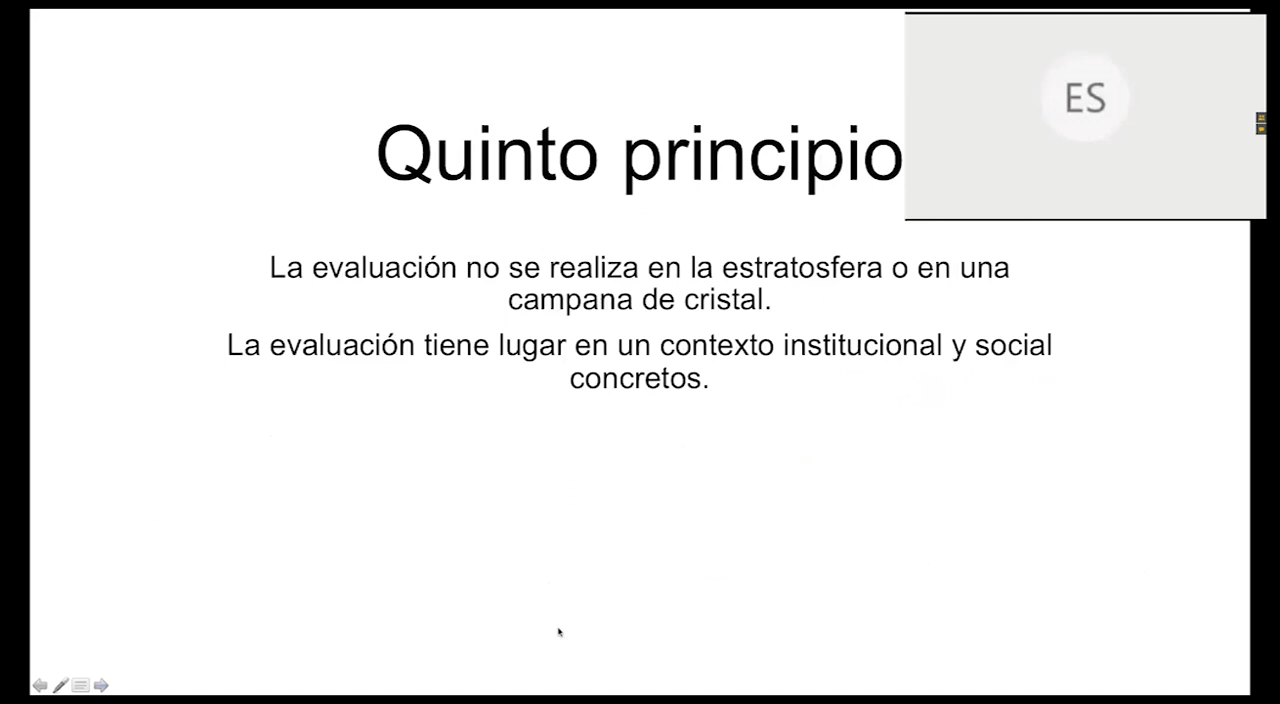 ES
Quinto principio
La evaluación no se realiza en la estratosfera o en una
campana de cristal.
La evaluación tiene lugar en un contexto institucional y social
concretos.